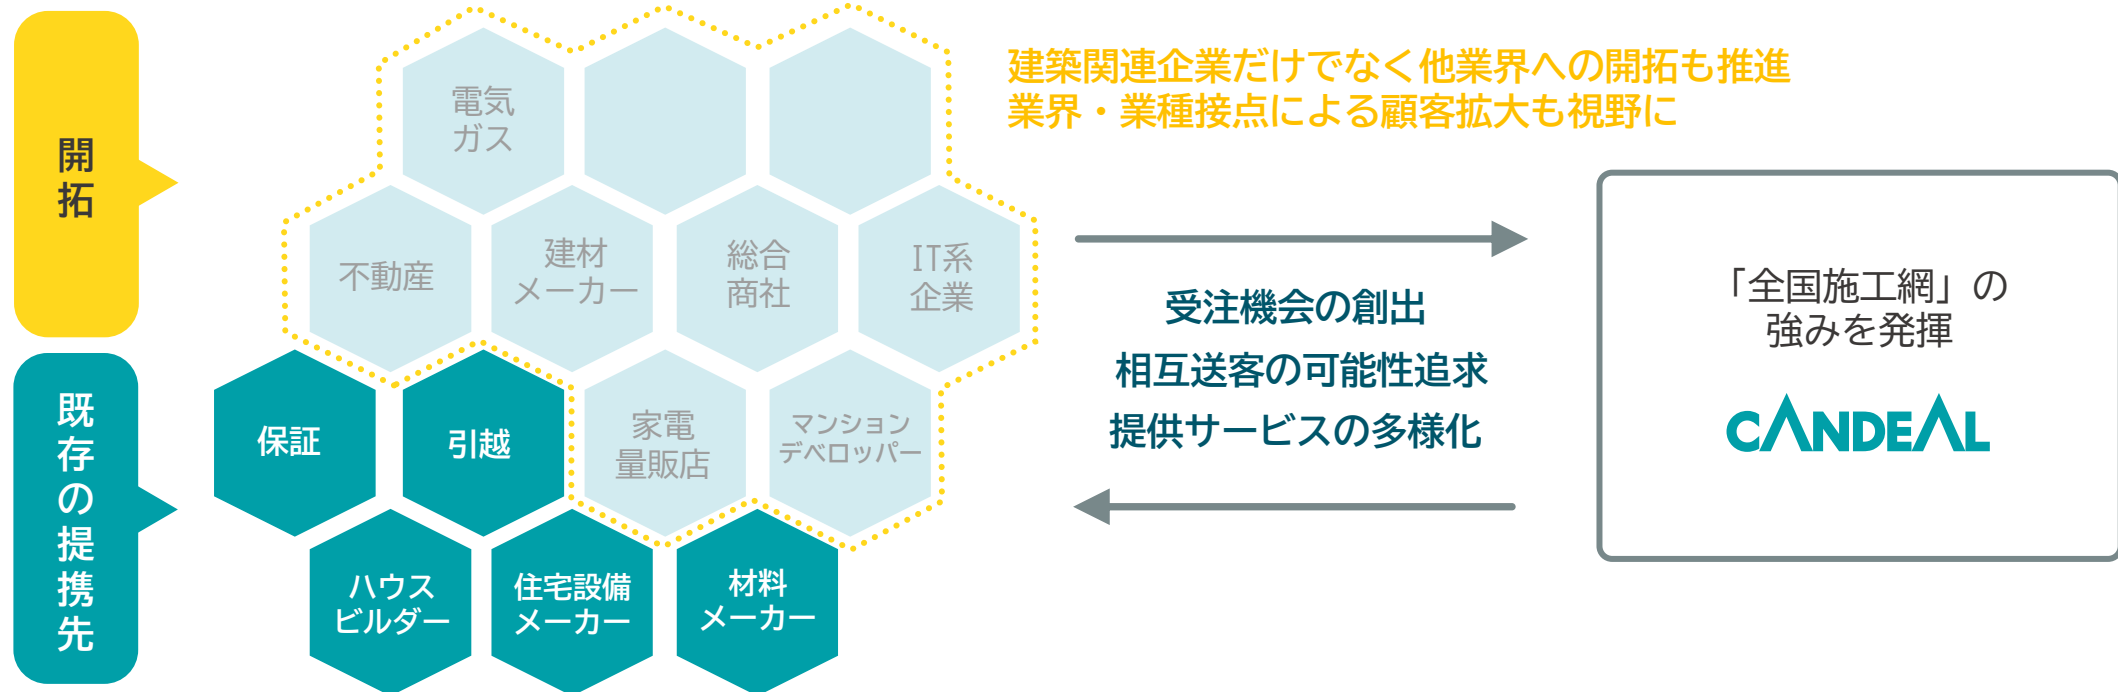 開拓
電気
ガス
不動産
建材
メーカー
総合
商社
IT系
企業
建築関連企業だけでなく他業界への開拓も推進
業界・業種接点による顧客拡大も視野に
既存の提携先
保証
引越
家電
量販店
マンション
デベロッパー
ハウス
ビルダー
住宅設備
メーカー
材料
メーカー
受注機会の創出
相互送客の可能性追求
提供サービスの多様化
「全国施工網」の
強みを発揮
CANDEAL